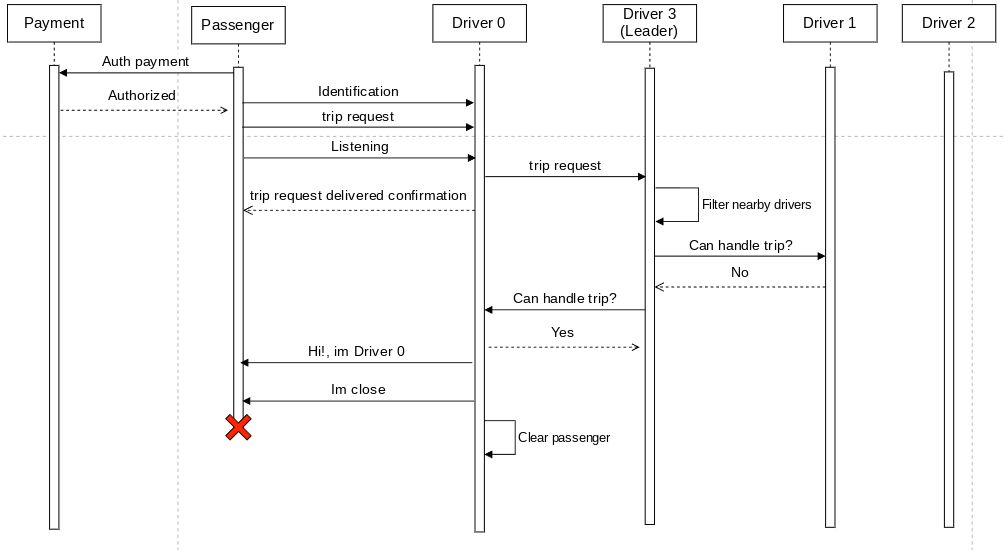 Payment
Passenger
Driver 0
Driver 3
(Leader)
Driver 1
Driver 2
Auth payment
Identification
Authorized
trip request
Listening
trip request
trip request delivered confirmation
Filter nearby drivers
Can handle trip?
No
Can handle trip?
Yes
Hi!, im Driver 0
Im close
Clear passenger